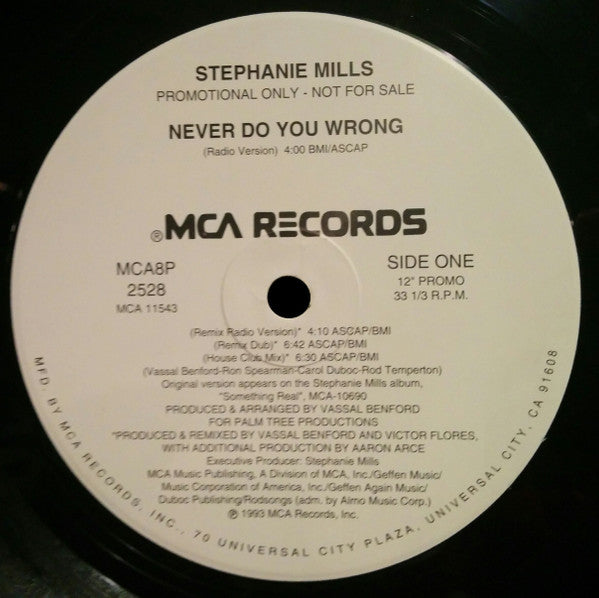 STEPHANIE MILLS
PROMOTIONAL ONLY - NOT FOR SALE
NEVER DO YOU WRONG
(Radio Version) 4:00 BMI/ASCAP
®MCA RECORDS
MCA8P
2528
MCA 11543
SIDE ONE
12" PROMO
33 1/3 R.P.M.
(Remix Radio Version)* 4:10 ASCAP/BMI
(Remix Dub)* 6:42 ASCAP/BMI
(House Club Mix)* 6:30 ASCAP/BMI
(Vassal Benford-Ron Spearman-Carol Duboc-Rod Temperton)
Original version appears on the Stephanie Mills album,
"Something Real", MCA-10690
PRODUCED & ARRANGED BY VASSAL BENFORD
FOR PALM TREE PRODUCTIONS
*PRODUCED & REMIXED BY VASSAL BENFORD AND VICTOR FLORES,
WITH ADDITIONAL PRODUCTION BY AARON ARCE
Executive Producer: Stephanie Mills
MCA Music Publishing, A Division of MCA, Inc./Geffen Music/
Music Corporation of America, Inc./Geffen Again Music/
Duboc Publishing/Rodsongs (adm. by Almo Music Corp.)
℗ 1993 MCA Records, Inc.
MFD. BY MCA RECORDS, INC., 70 UNIVERSAL CITY PLAZA, UNIVERSAL CITY, CA 91608